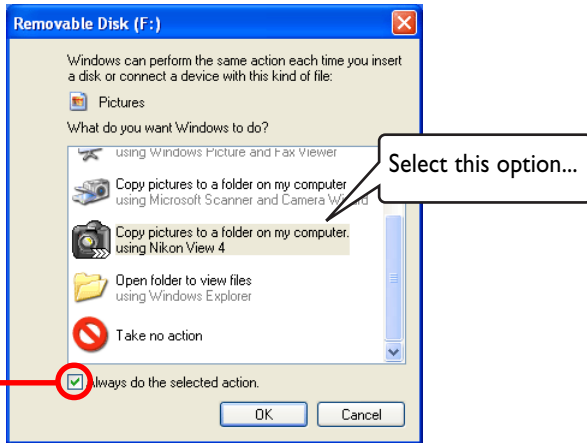 Removable Disk (F:)
Windows can perform the same action each time you insert
a disk or connect a device with this kind of file:
Pictures
What do you want Windows to do?
using Windows Picture and Fax Viewer
Select this option...
Copy pictures to a folder on my computer
using Microsoft Scanner and Camera Wizard
Copy pictures to a folder on my computer.
using Nikon View 4
Open folder to view files
using Windows Explorer
Take no action
Always do the selected action.
OK
Cancel